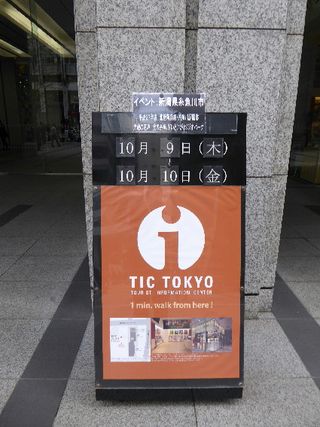 イベント:新潟県糸魚川市
10月 9日(木)
10月 10日(金)
i
TIC TOKYO
TOURIST INFORMATION CENTER
1 min. walk from here!